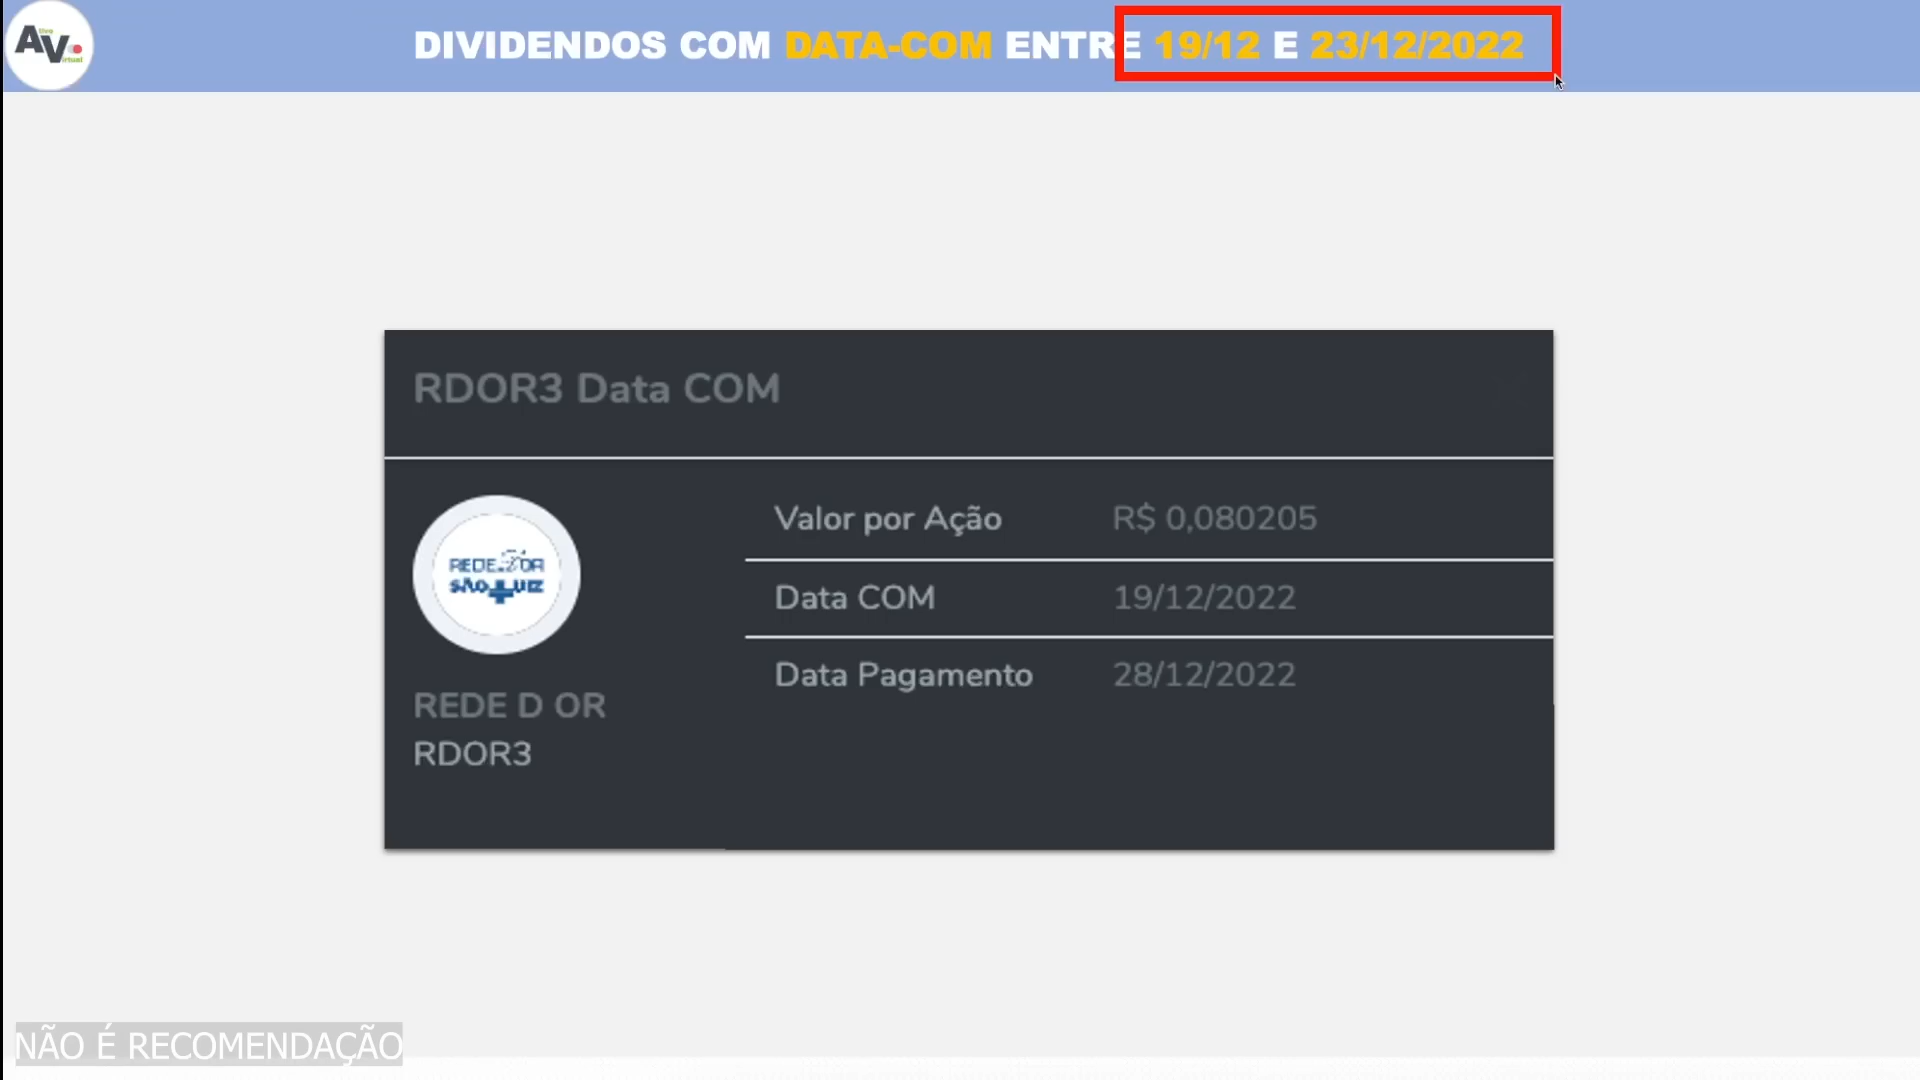 AV.
DIVIDENDOS COM DATA-COM ENTRE 19/12 E 23/12/2022
RDOR3 Data COM
Valor por Ação R$ 0,080205
Data COM 19/12/2022
Data Pagamento 28/12/2022
REDE D OR
RDOR3
NÃO É RECOMENDAÇÃO